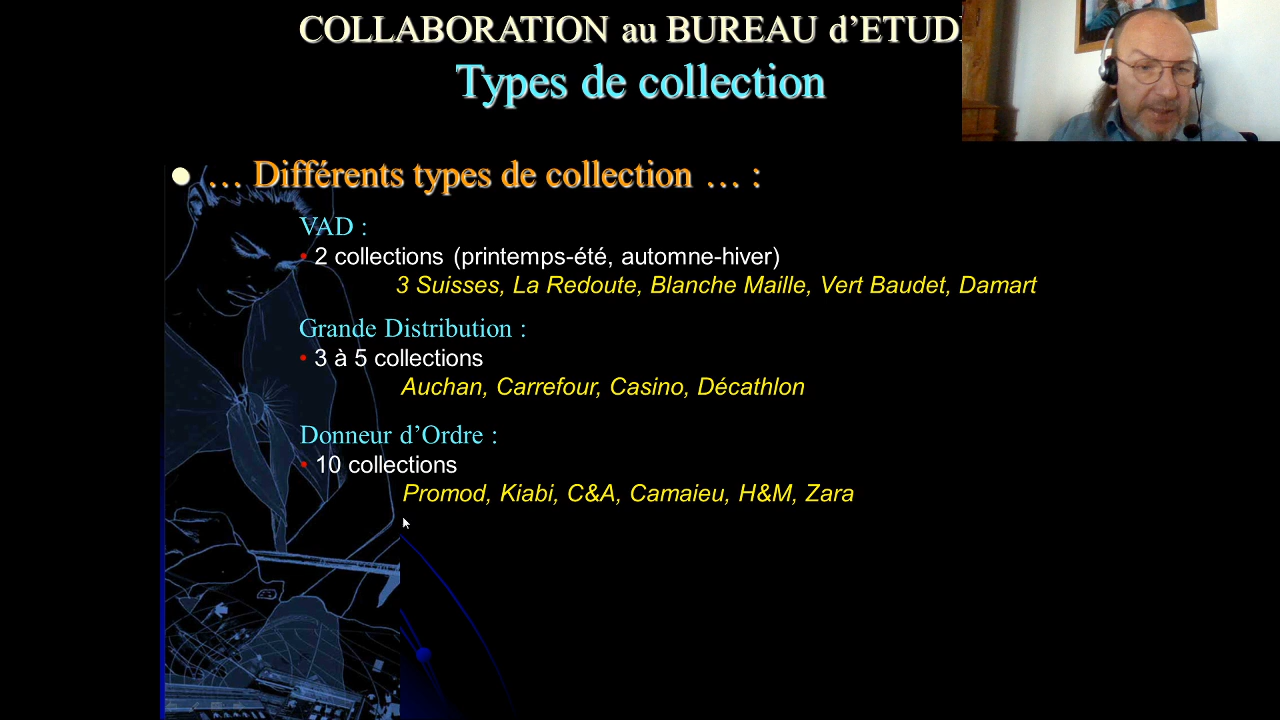 COLLABORATION au BUREAU d’ETUD
Types de collection
… Différents types de collection … :
VAD :
• 2 collections (printemps-été, automne-hiver)
3 Suisses, La Redoute, Blanche Maille, Vert Baudet, Damart
Grande Distribution :
• 3 à 5 collections
Auchan, Carrefour, Casino, Décathlon
Donneur d’Ordre :
• 10 collections
Promod, Kiabi, C&A, Camaieu, H&M, Zara